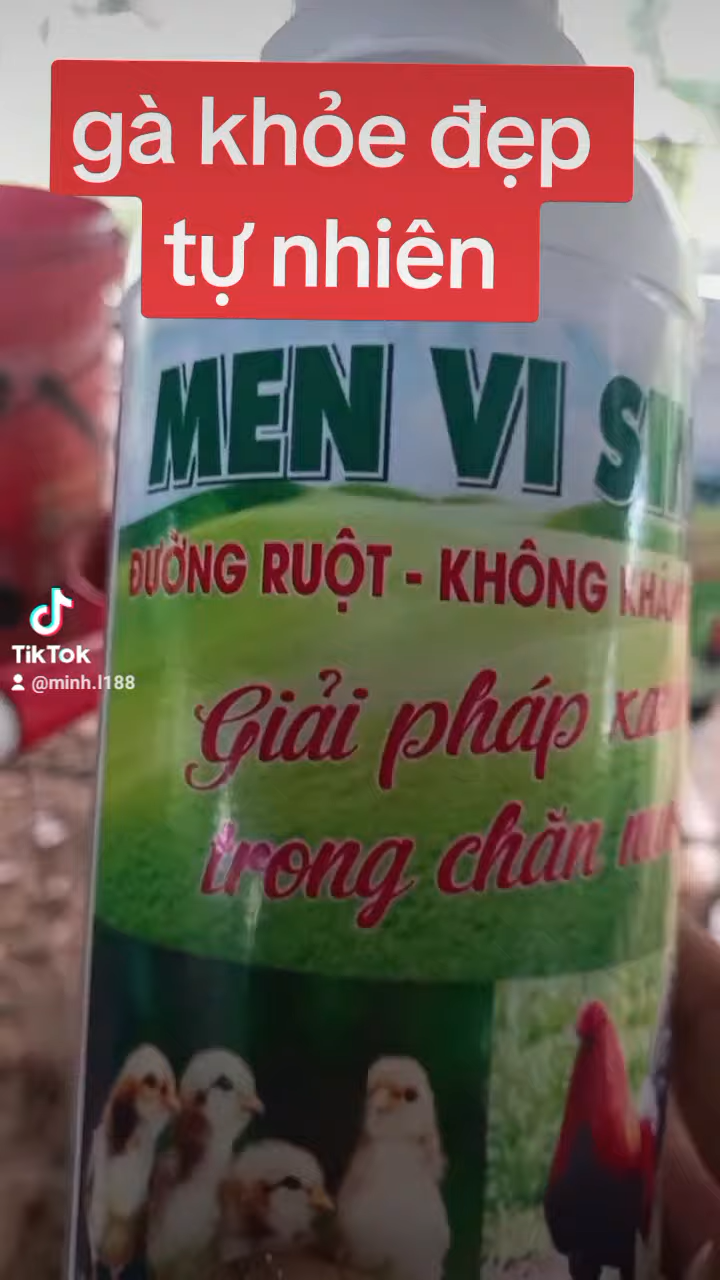 gà khỏe đẹp
tự nhiên
MEN VI
ĐƯỜNG RUỘT - KHÔNG
Giải pháp
trong chăn
TikTok
@minh.l188